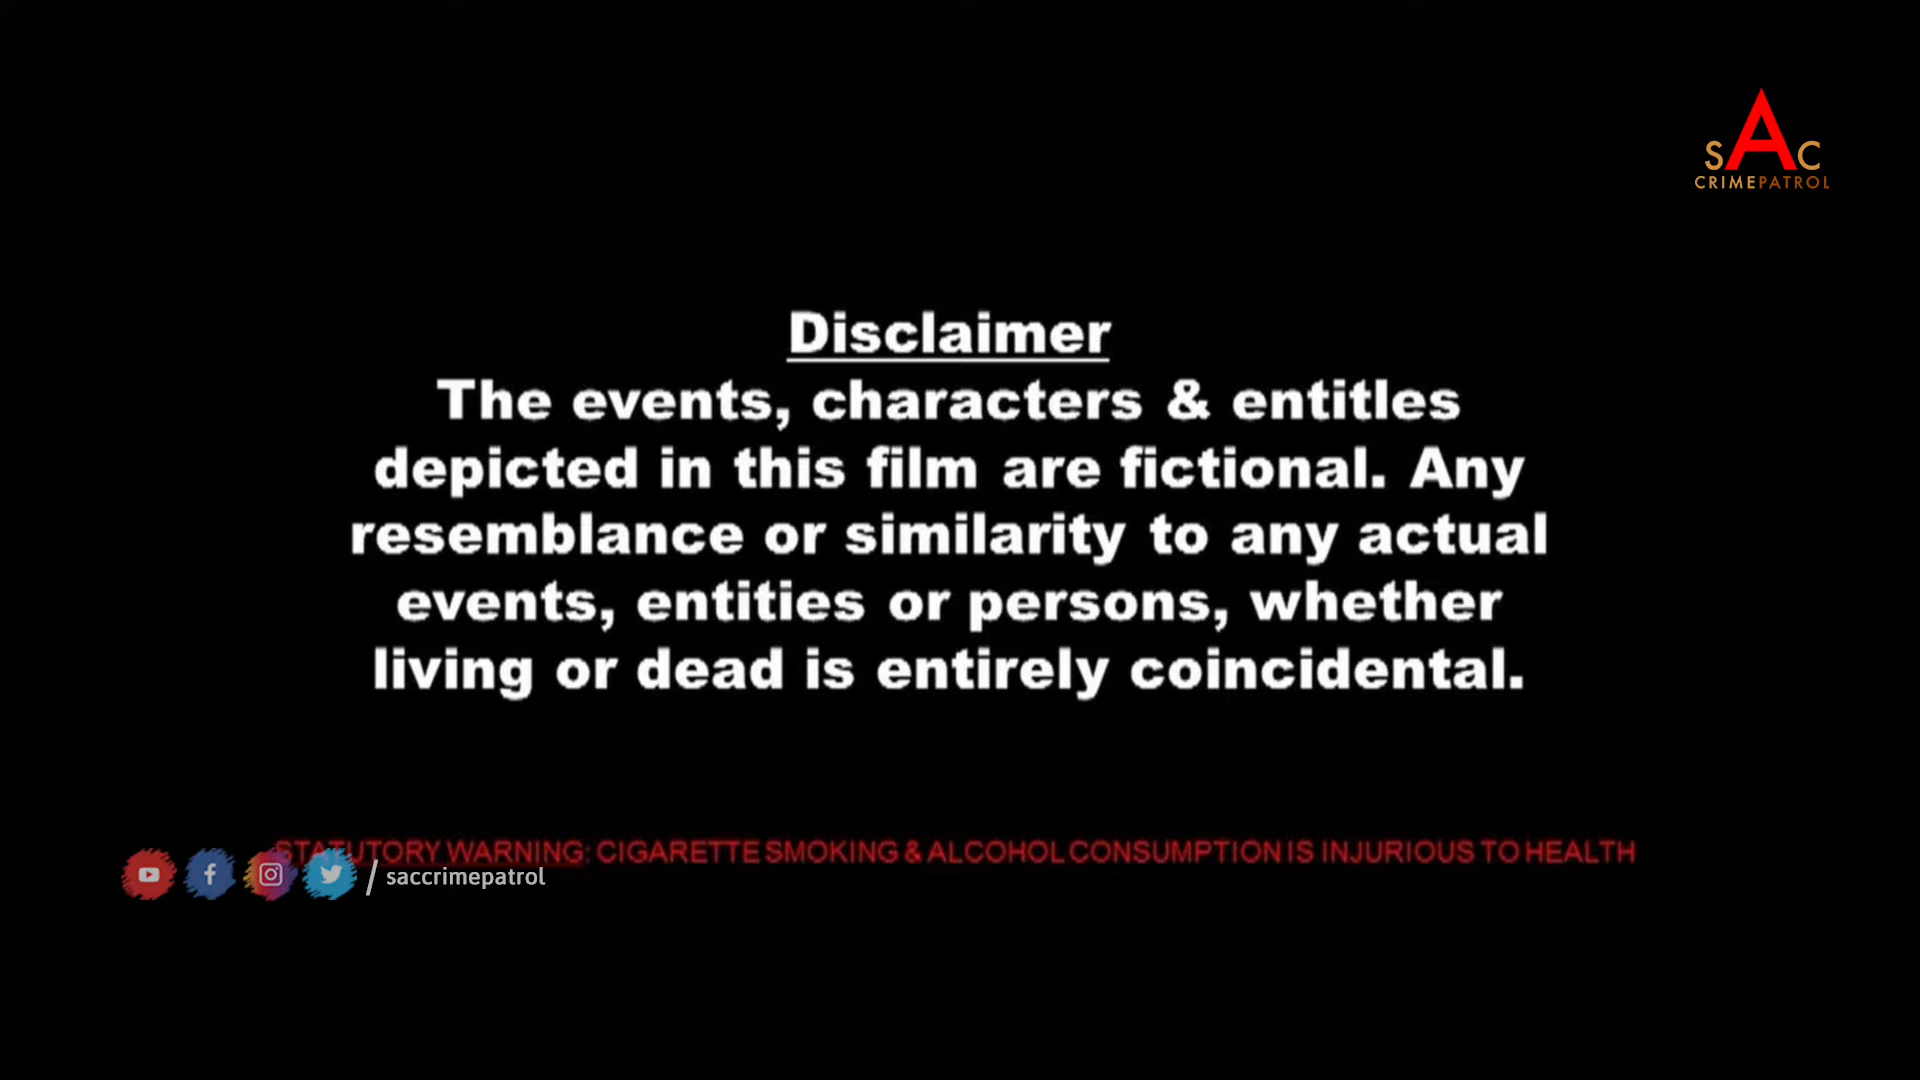 SAC
CRIMEPATROL
Disclaimer
The events, characters & entitles
depicted in this film are fictional. Any
resemblance or similarity to any actual
events, entities or persons, whether
living or dead is entirely coincidental.
STATUTORY WARNING: CIGARETTE SMOKING & ALCOHOL CONSUMPTION IS INJURIOUS TO HEALTH
/ saccrimepatrol